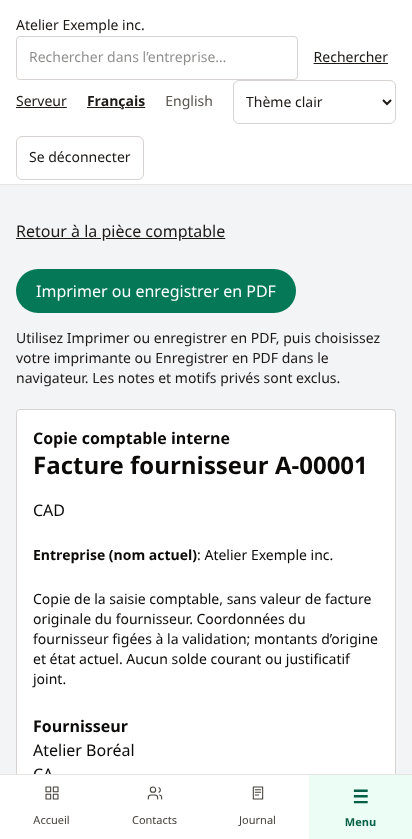 Atelier Exemple inc.
Rechercher dans l'entreprise…
Rechercher
Serveur
Français
English
Thème clair
Se déconnecter
Retour à la pièce comptable
Imprimer ou enregistrer en PDF
Utilisez Imprimer ou enregistrer en PDF, puis choisissez
votre imprimante ou Enregistrer en PDF dans le
navigateur. Les notes et motifs privés sont exclus.
Copie comptable interne
Facture fournisseur A-00001
CAD
Entreprise (nom actuel): Atelier Exemple inc.
Copie de la saisie comptable, sans valeur de facture
originale du fournisseur. Coordonnées du
fournisseur figées à la validation; montants d'origine
et état actuel. Aucun solde courant ou justificatif
joint.
Fournisseur
Atelier Boréal
CA
Accueil
Contacts
Journal
Menu